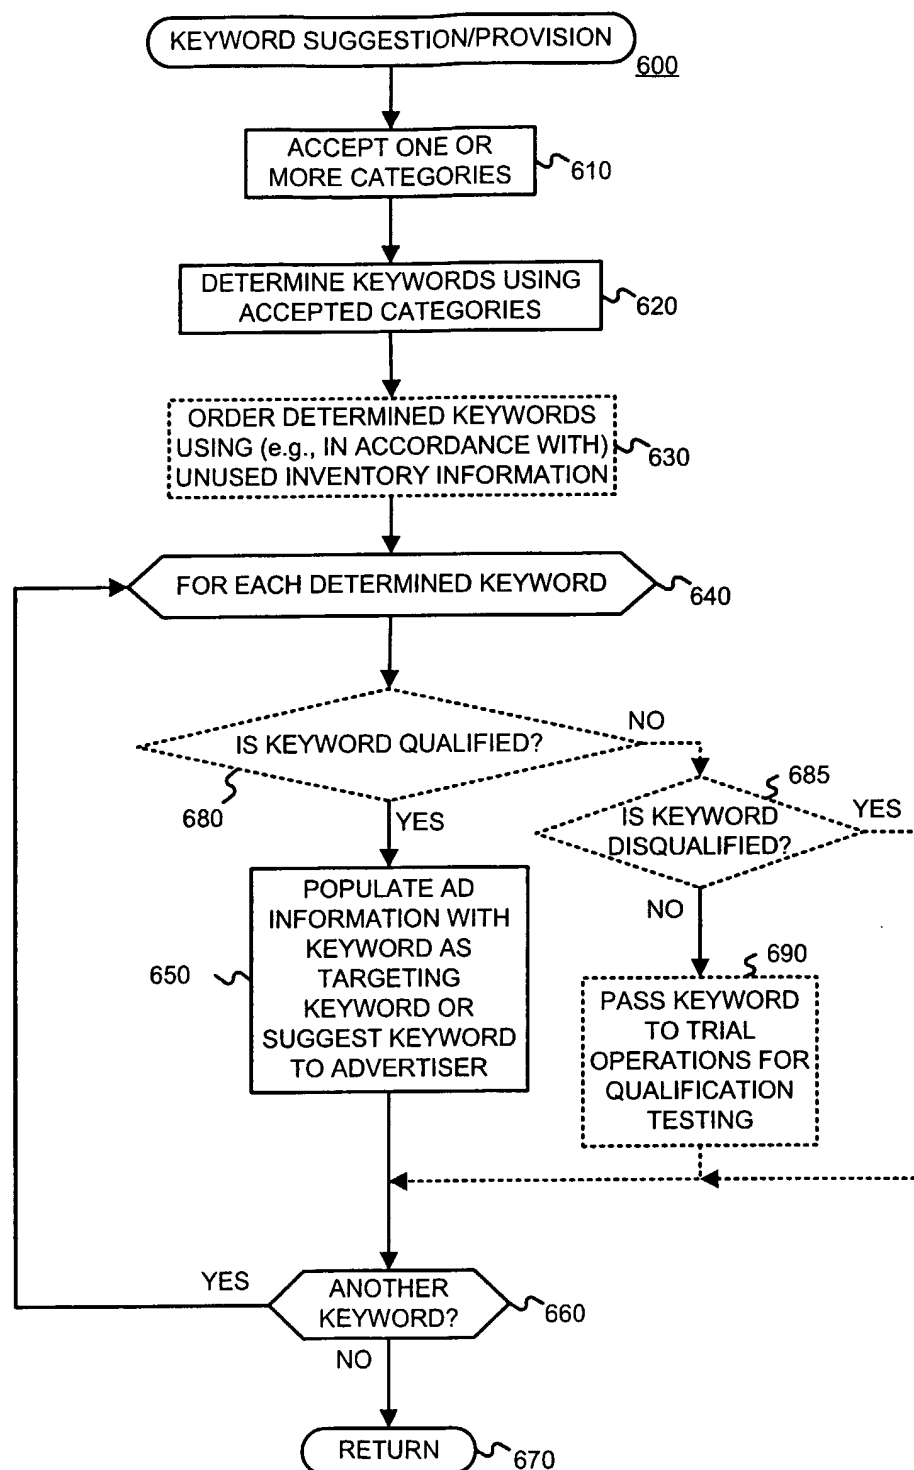 KEYWORD SUGGESTION/PROVISION
600
ACCEPT ONE OR
MORE CATEGORIES
610
DETERMINE KEYWORDS USING
ACCEPTED CATEGORIES
620
ORDER DETERMINED KEYWORDS
USING (e.g., IN ACCORDANCE WITH)
UNUSED INVENTORY INFORMATION
630
FOR EACH DETERMINED KEYWORD
640
IS KEYWORD QUALIFIED?
NO
680
YES
685
IS KEYWORD
DISQUALIFIED?
YES
NO
POPULATE AD
INFORMATION WITH
KEYWORD AS
TARGETING
KEYWORD OR
SUGGEST KEYWORD
TO ADVERTISER
650
690
PASS KEYWORD
TO TRIAL
OPERATIONS FOR
QUALIFICATION
TESTING
YES
ANOTHER
KEYWORD?
660
NO
RETURN
670